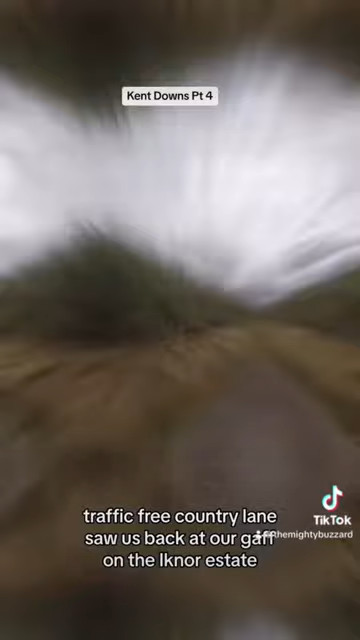 Kent Downs Pt 4
TikTok
traffic free country lane
saw us back at our gaff
@themightybuzzard
on the Iknor estate